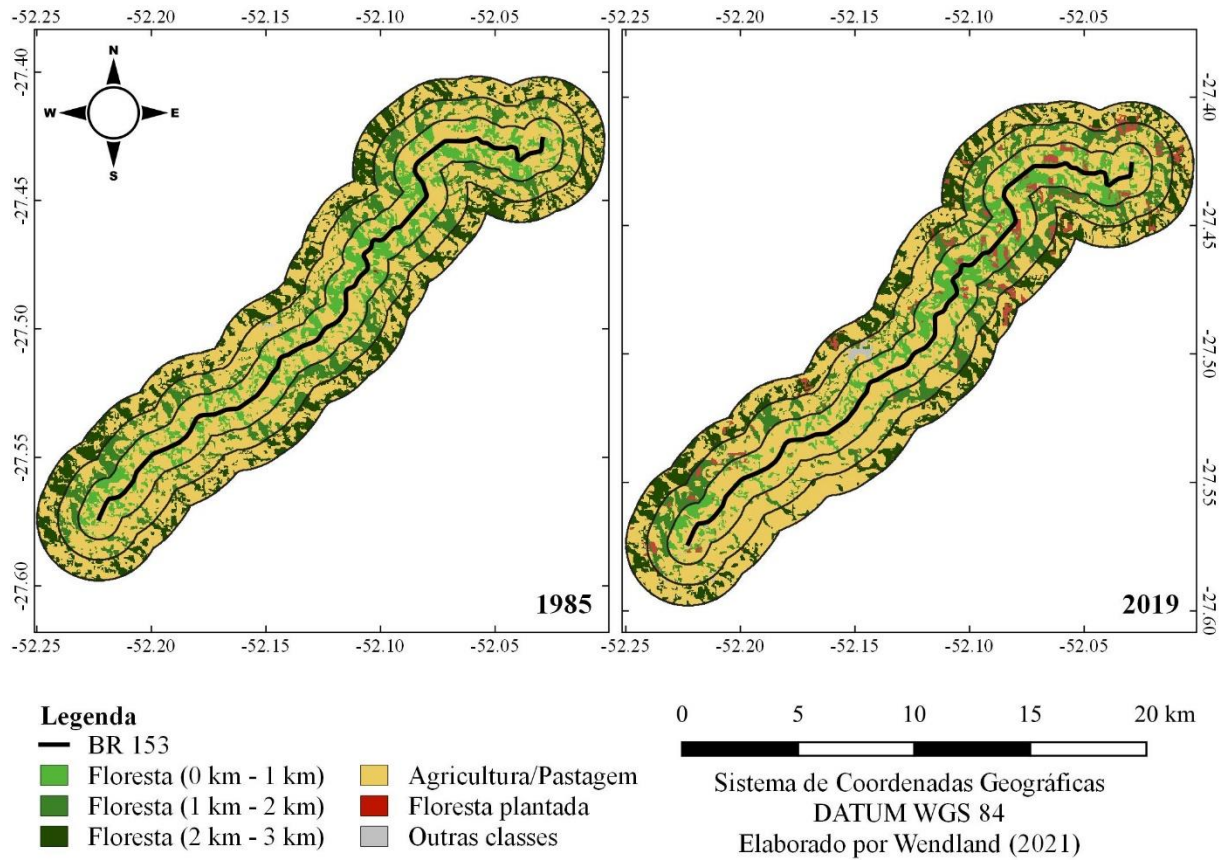 -52.25 -52.20 -52.15 -52.10 -52.05
-52.25 -52.20 -52.15 -52.10 -52.05
-27.40
-27.45
-27.50
-27.55
-27.60
N
W E
S
1985
-27.40
-27.45
-27.50
-27.55
-27.60
2019
-52.25 -52.20 -52.15 -52.10 -52.05
-52.25 -52.20 -52.15 -52.10 -52.05
Legenda
BR 153
Floresta (0 km - 1 km)
Floresta (1 km - 2 km)
Floresta (2 km - 3 km)
Agricultura/Pastagem
Floresta plantada
Outras classes
0 5 10 15 20 km
Sistema de Coordenadas Geográficas
DATUM WGS 84
Elaborado por Wendland (2021)